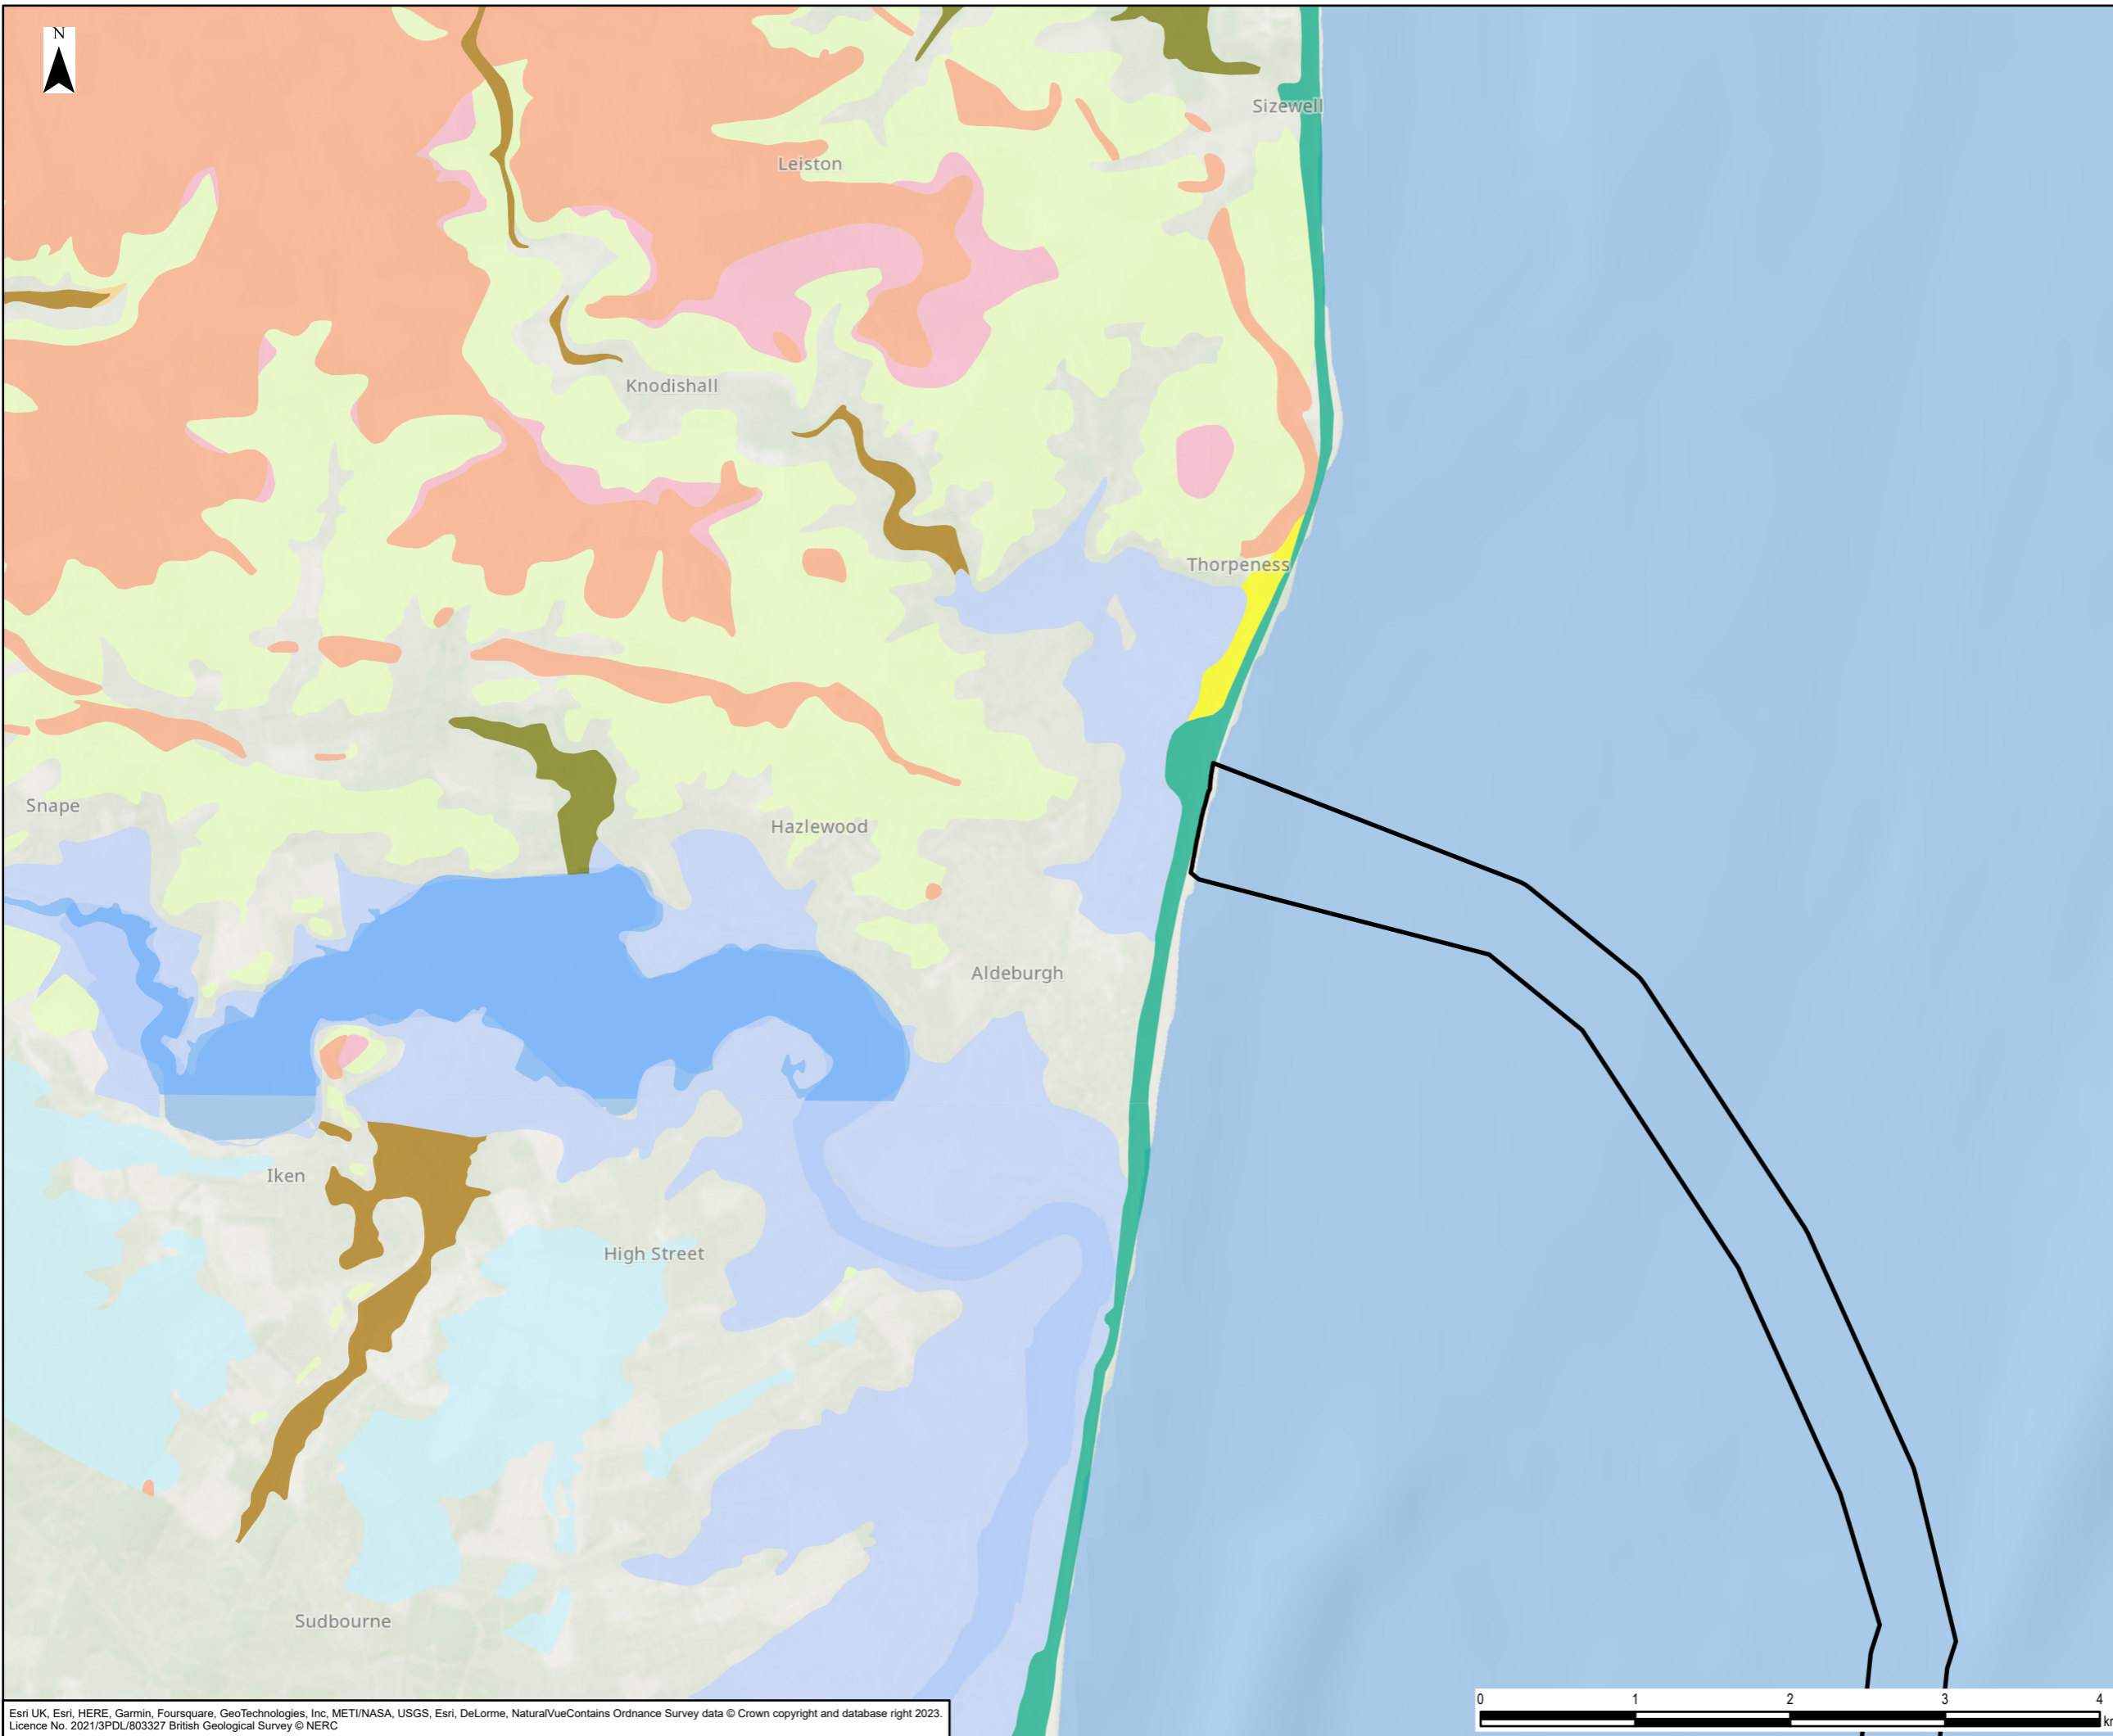 N
Sizewell
Leiston
Knodishall
Thorpeness
Snape
Hazlewood
Aldeburgh
Iken
High Street
Sudbourne
0 1 2 3 4
km
Esri UK, Esri, HERE, Garmin, Foursquare, GeoTechnologies, Inc, METI/NASA, USGS, Esri, DeLorme, NaturalVueContains Ordnance Survey data © Crown copyright and database right 2023.
Licence No. 2021/3PDL/803327 British Geological Survey © NERC